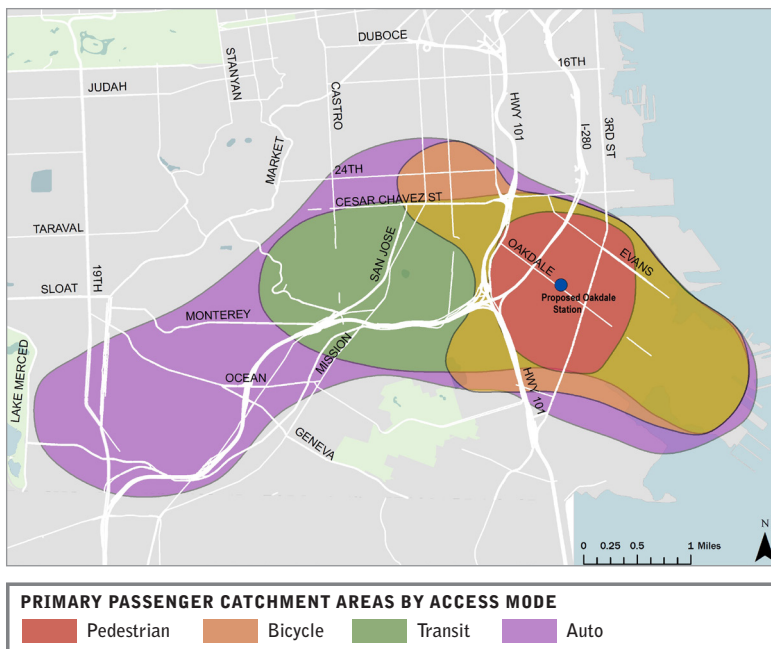 DUBOCE
16TH
STANYAN
JUDAH
CASTRO
HWY 101
I-280
3RD ST
MARKET
24TH
CESAR CHAVEZ ST
TARAVAL
19TH
SAN JOSE
OAKDALE
EVANS
SLOAT
Proposed Oakdale
Station
MONTEREY
MISSION
LAKE MERCED
OCEAN
HWY 101
GENEVA
N
0 0.25 0.5 1 Miles
PRIMARY PASSENGER CATCHMENT AREAS BY ACCESS MODE
Pedestrian Bicycle Transit Auto